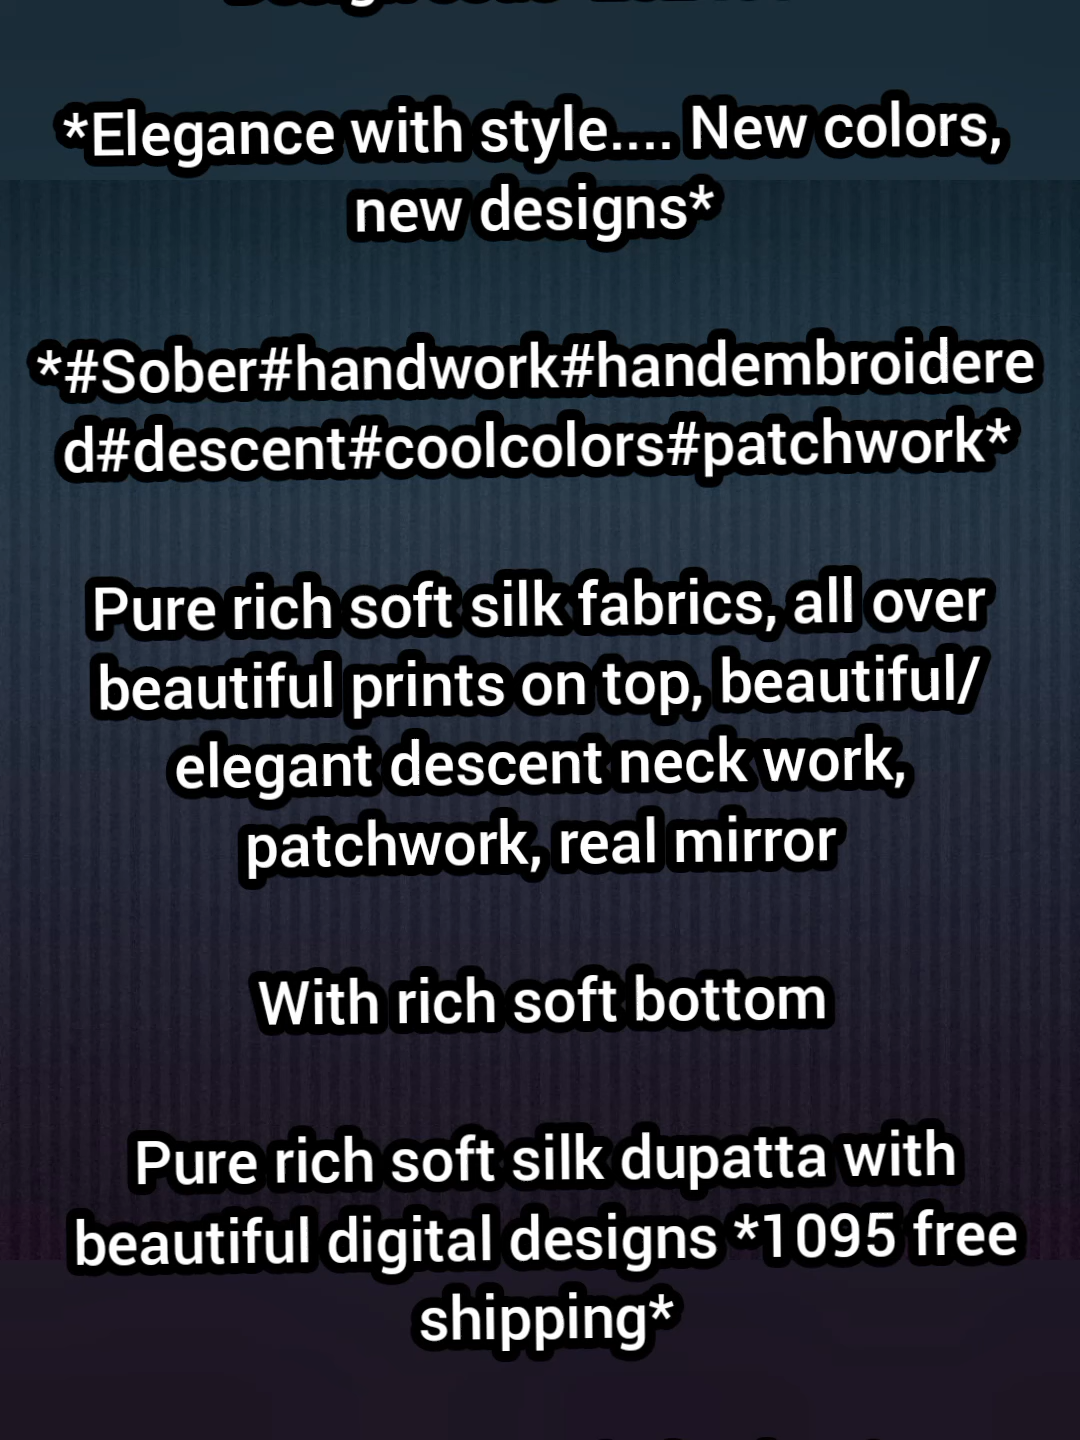 *Elegance with style.... New colors,
new designs*
*#Sober#handwork#handembroidere
d#descent#coolcolors#patchwork*
Pure rich soft silk fabrics, all over
beautiful prints on top, beautiful/
elegant descent neck work,
patchwork, real mirror
With rich soft bottom
Pure rich soft silk dupatta with
beautiful digital designs *1095 free
shipping*